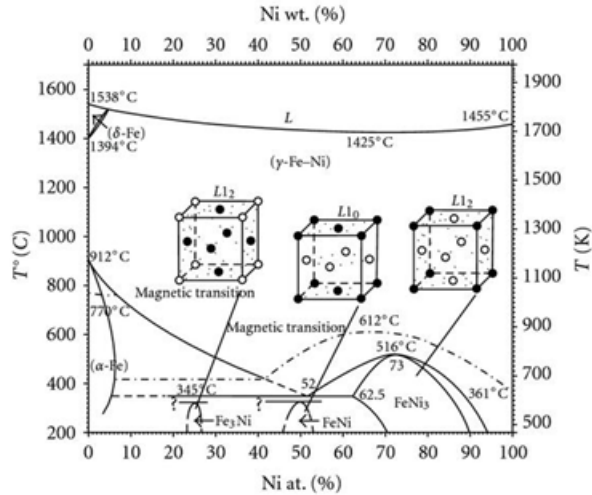 Ni wt. (%)
0 10 20 30 40 50 60 70 80 90 100
1600
1400
1200
1000
800
600
400
200
T° (C)
1900
1700
1500
1300
1100
900
700
500
T (K)
1538°C
(δ-Fe)
1394°C
L
1425°C
1455°C
(γ-Fe–Ni)
L1₂
L1₀
L1₂
912°C
Magnetic transition
770°C
Magnetic transition
612°C
516°C
73
(α-Fe)
345°C
52
62.5
361°C
?
?
Fe₃Ni
FeNi
FeNi₃
0 10 20 30 40 50 60 70 80 90 100
Ni at. (%)